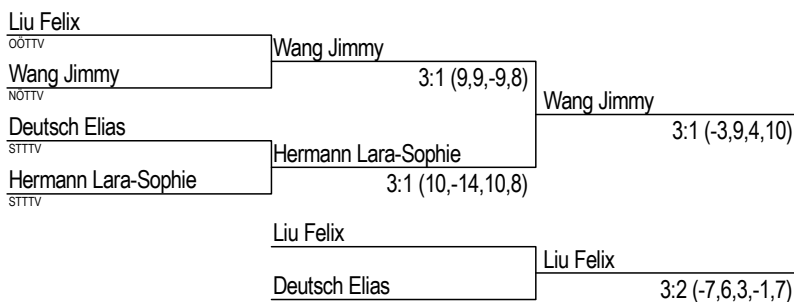 Liu Felix
OÖTTV
Wang Jimmy
Wang Jimmy
NÖTTV
3:1 (9,9,-9,8)
Wang Jimmy
Deutsch Elias
STTTV
3:1 (-3,9,4,10)
Hermann Lara-Sophie
Hermann Lara-Sophie
STTTV
3:1 (10,-14,10,8)
Liu Felix
Liu Felix
Deutsch Elias
3:2 (-7,6,3,-1,7)